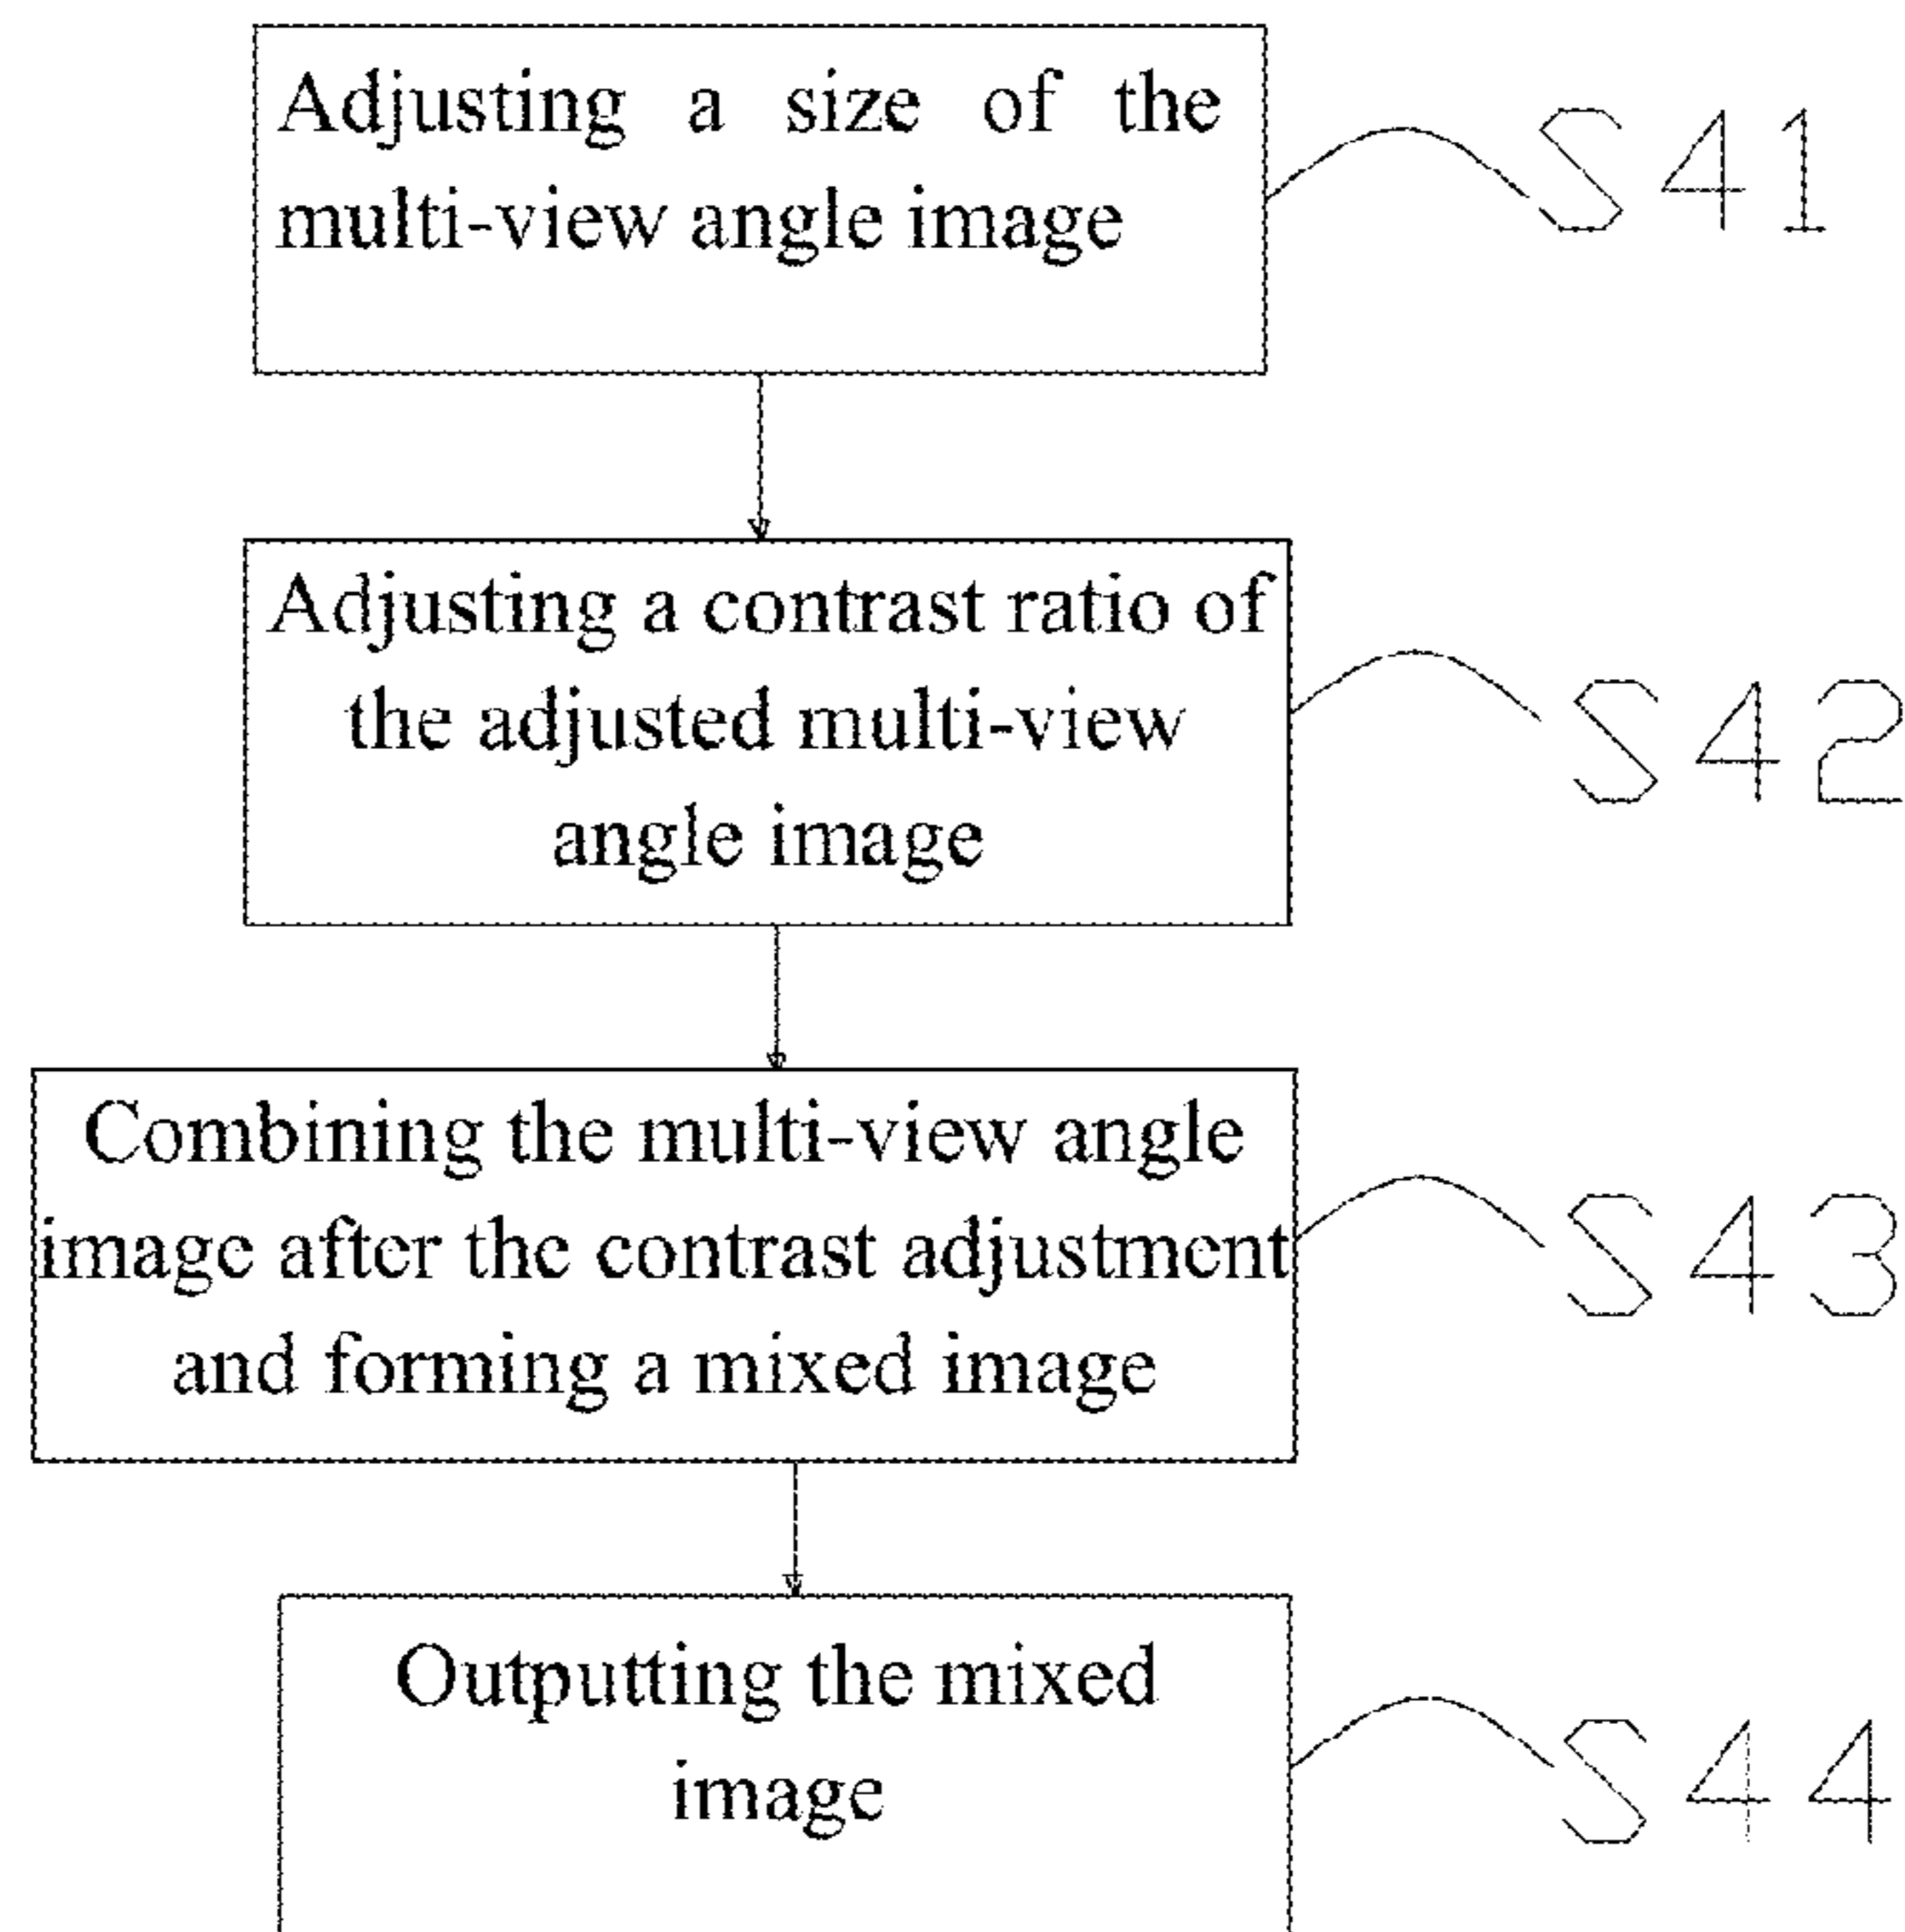 Adjusting a size of the
multi-view angle image
S41
Adjusting a contrast ratio of
the adjusted multi-view
angle image
S42
Combining the multi-view angle
image after the contrast adjustment
and forming a mixed image
S43
Outputting the mixed
image
S44